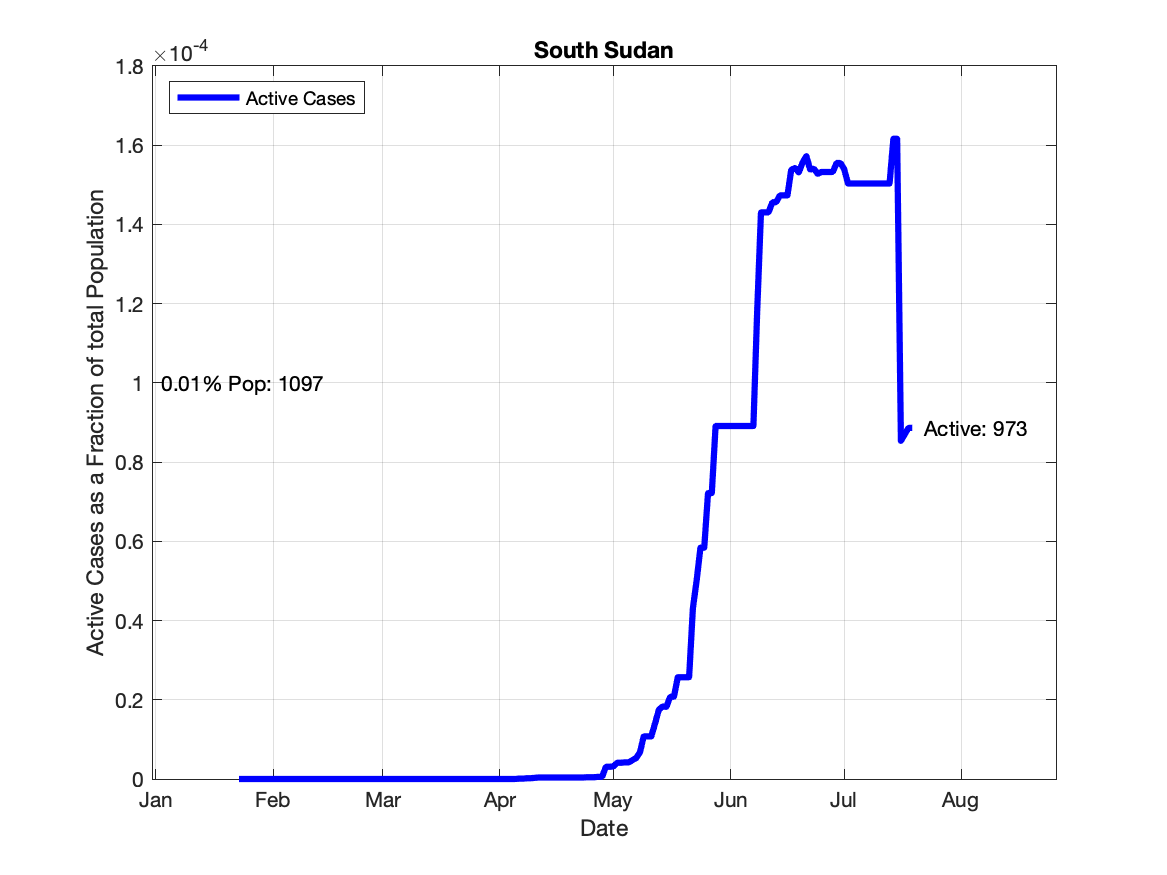 South Sudan
×10-4
1.8
1.6
1.4
1.2
1
0.8
0.6
0.4
0.2
0
Active Cases as a Fraction of total Population
Active Cases
0.01% Pop: 1097
Active: 973
Jan Feb Mar Apr May Jun Jul Aug
Date